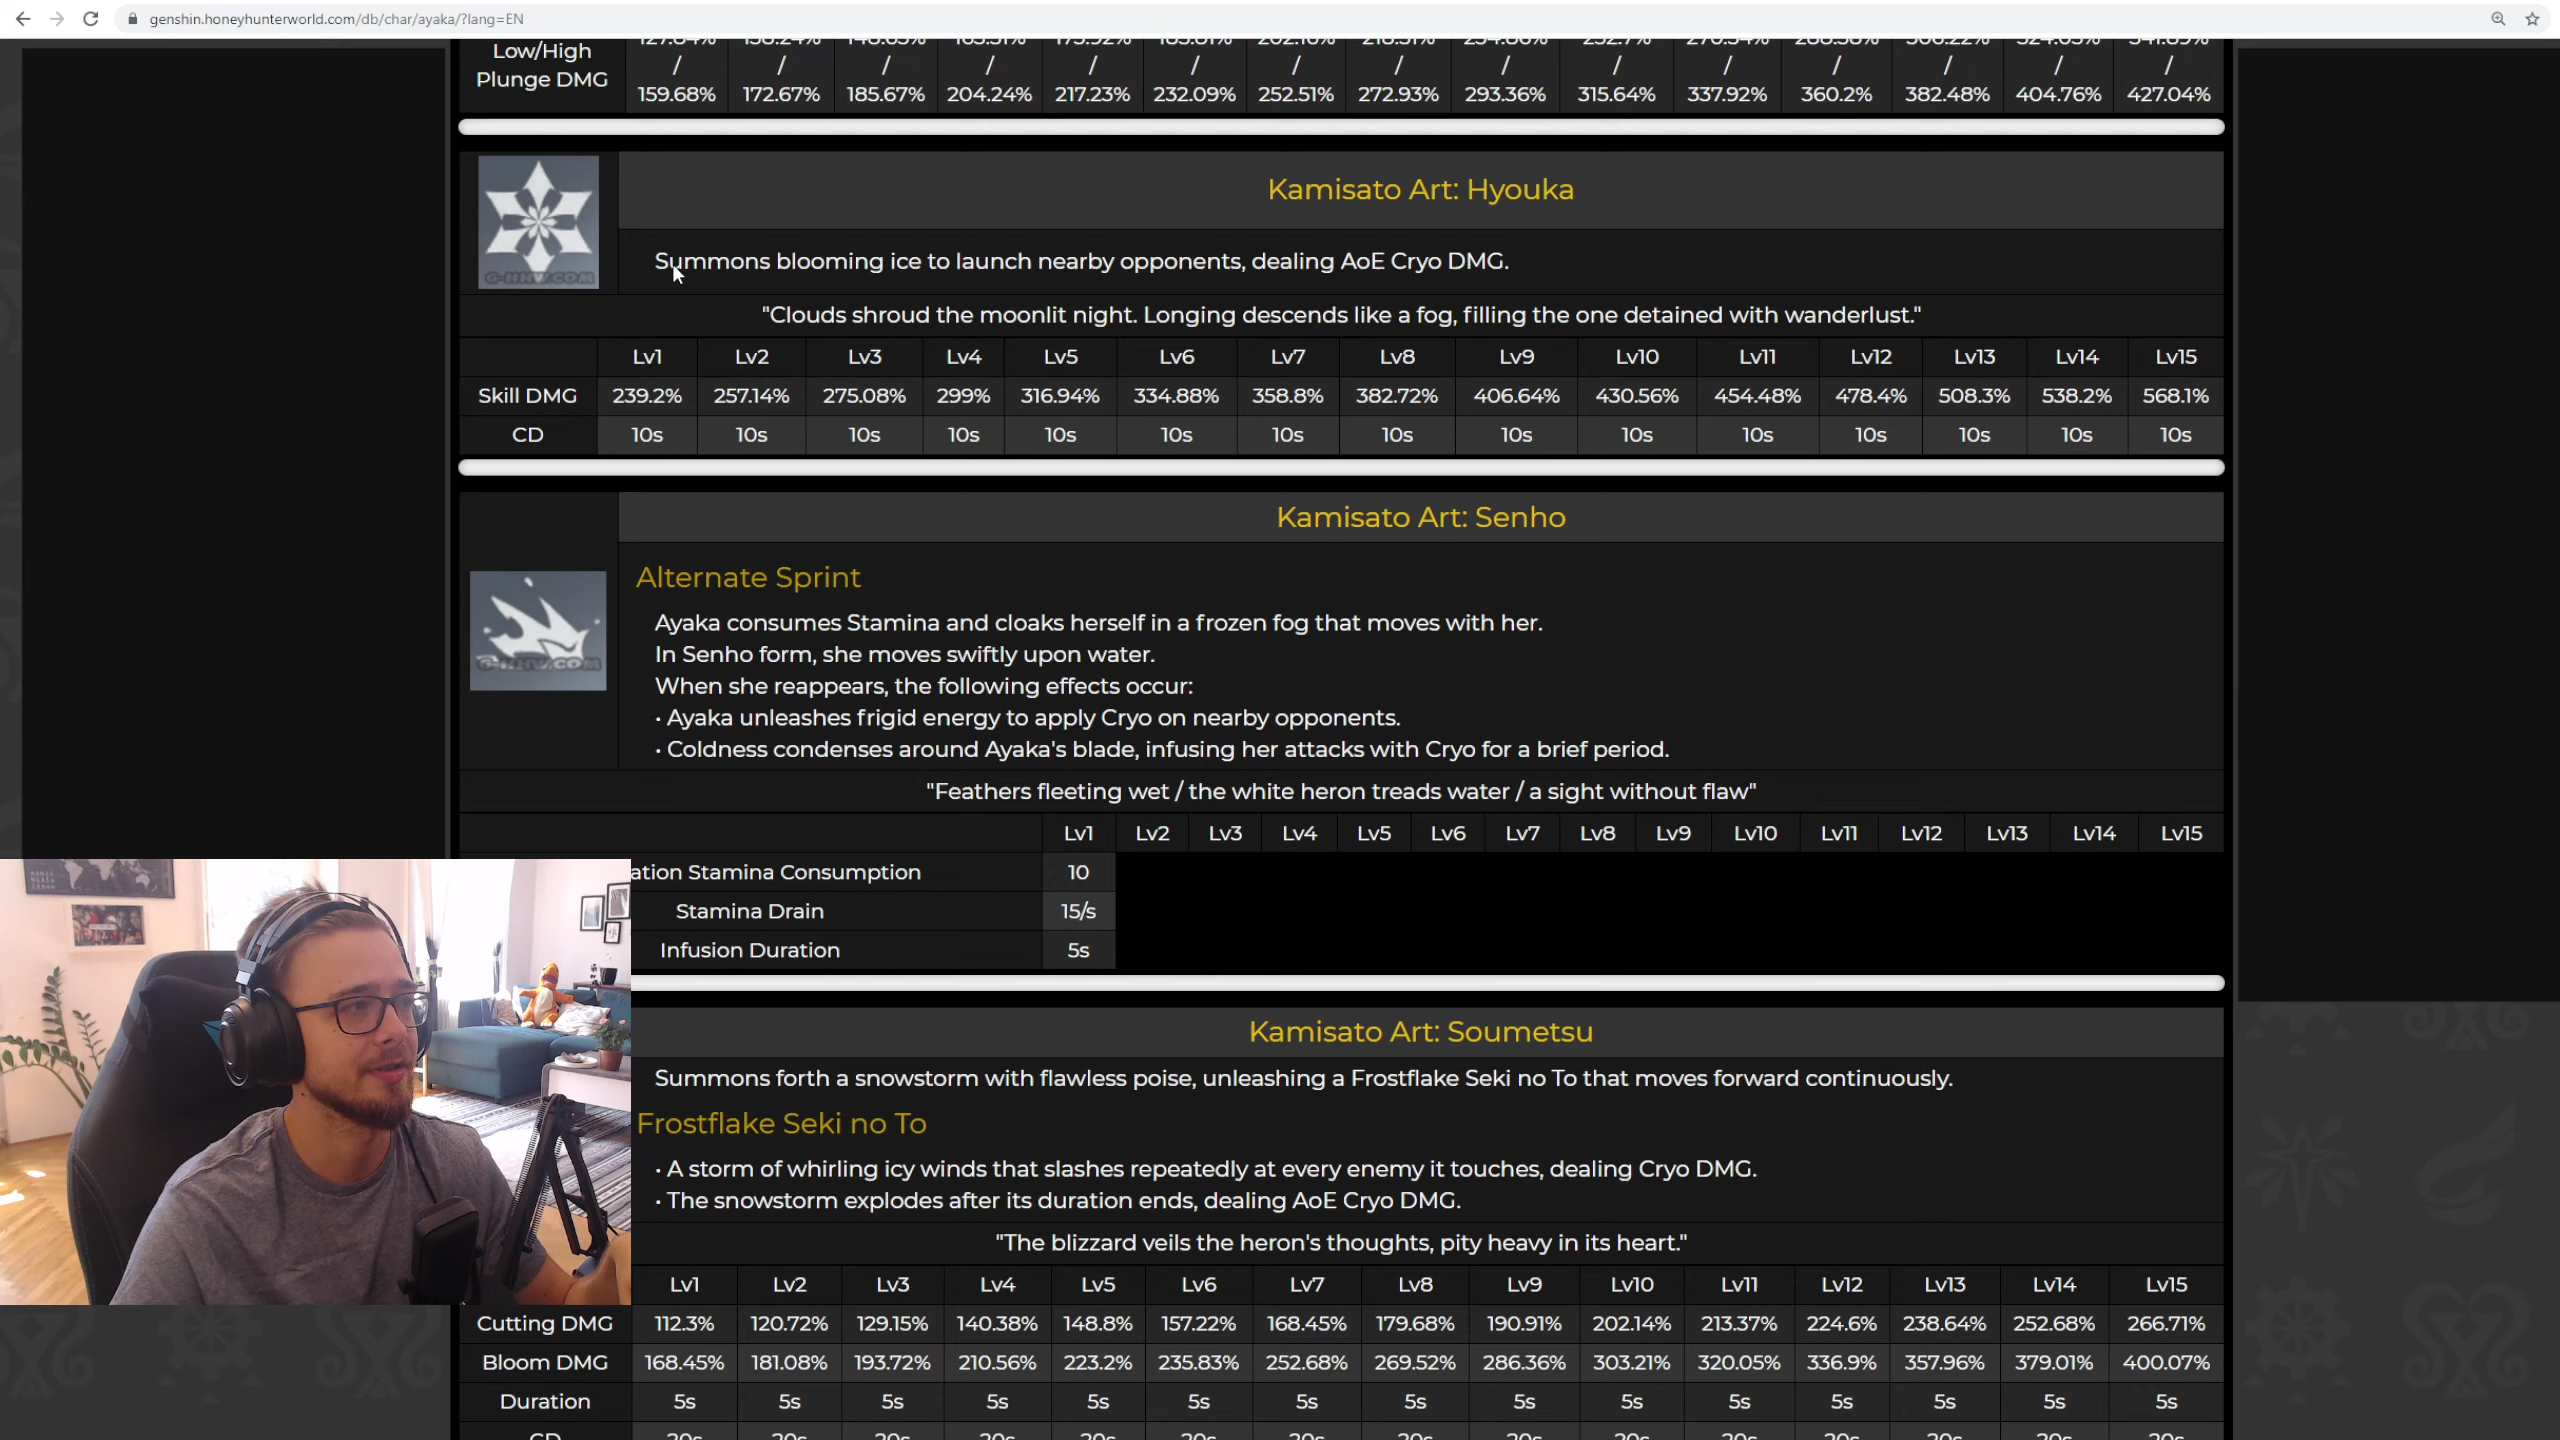 genshin.honeyhunterworld.com/db/char/ayaka/?lang=EN
Low/High Plunge DMG
/ / / / / / / / / / / / / / /
159.68% 172.67% 185.67% 204.24% 217.23% 232.09% 252.51% 272.93% 293.36% 315.64% 337.92% 360.2% 382.48% 404.76% 427.04%
G-HHW.COM
Kamisato Art: Hyouka
Summons blooming ice to launch nearby opponents, dealing AoE Cryo DMG.
"Clouds shroud the moonlit night. Longing descends like a fog, filling the one detained with wanderlust."
Lv1 Lv2 Lv3 Lv4 Lv5 Lv6 Lv7 Lv8 Lv9 Lv10 Lv11 Lv12 Lv13 Lv14 Lv15
Skill DMG 239.2% 257.14% 275.08% 299% 316.94% 334.88% 358.8% 382.72% 406.64% 430.56% 454.48% 478.4% 508.3% 538.2% 568.1%
CD 10s 10s 10s 10s 10s 10s 10s 10s 10s 10s 10s 10s 10s 10s 10s
Kamisato Art: Senho
G-HHW.COM
Alternate Sprint
Ayaka consumes Stamina and cloaks herself in a frozen fog that moves with her.
In Senho form, she moves swiftly upon water.
When she reappears, the following effects occur:
· Ayaka unleashes frigid energy to apply Cryo on nearby opponents.
· Coldness condenses around Ayaka's blade, infusing her attacks with Cryo for a brief period.
"Feathers fleeting wet / the white heron treads water / a sight without flaw"
Lv1 Lv2 Lv3 Lv4 Lv5 Lv6 Lv7 Lv8 Lv9 Lv10 Lv11 Lv12 Lv13 Lv14 Lv15
ation Stamina Consumption 10
Stamina Drain 15/s
Infusion Duration 5s
Kamisato Art: Soumetsu
Summons forth a snowstorm with flawless poise, unleashing a Frostflake Seki no To that moves forward continuously.
Frostflake Seki no To
· A storm of whirling icy winds that slashes repeatedly at every enemy it touches, dealing Cryo DMG.
· The snowstorm explodes after its duration ends, dealing AoE Cryo DMG.
"The blizzard veils the heron's thoughts, pity heavy in its heart."
Lv1 Lv2 Lv3 Lv4 Lv5 Lv6 Lv7 Lv8 Lv9 Lv10 Lv11 Lv12 Lv13 Lv14 Lv15
Cutting DMG 112.3% 120.72% 129.15% 140.38% 148.8% 157.22% 168.45% 179.68% 190.91% 202.14% 213.37% 224.6% 238.64% 252.68% 266.71%
Bloom DMG 168.45% 181.08% 193.72% 210.56% 223.2% 235.83% 252.68% 269.52% 286.36% 303.21% 320.05% 336.9% 357.96% 379.01% 400.07%
Duration 5s 5s 5s 5s 5s 5s 5s 5s 5s 5s 5s 5s 5s 5s 5s
CD 20s 20s 20s 20s 20s 20s 20s 20s 20s 20s 20s 20s 20s 20s 20s